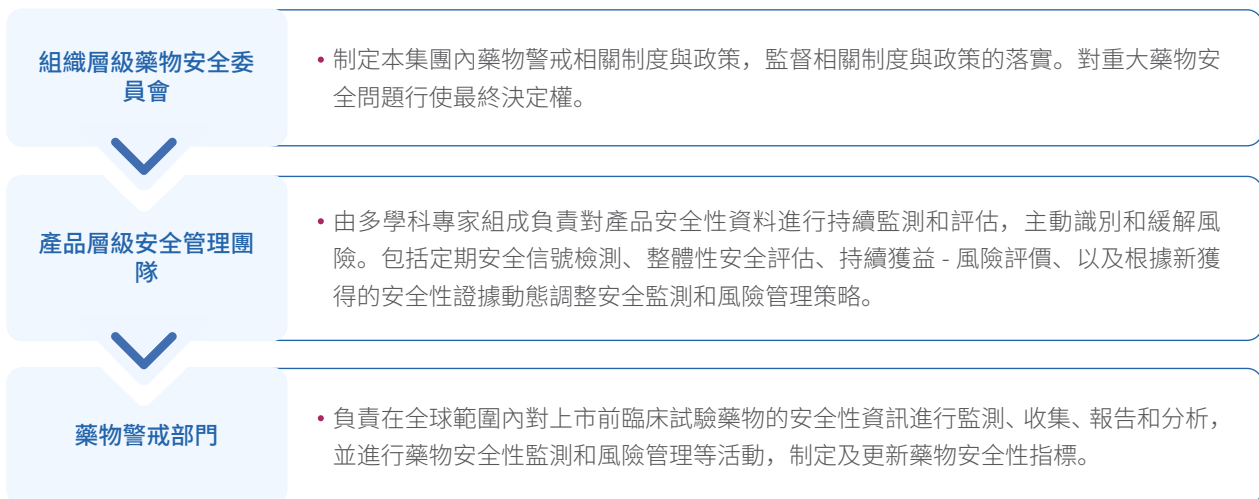 組織層級藥物安全委
員會
• 制定本集團內藥物警戒相關制度與政策，監督相關制度與政策的落實。對重大藥物安
全問題行使最終決定權。
產品層級安全管理團
隊
• 由多學科專家組成負責對產品安全性資料進行持續監測和評估，主動識別和緩解風
險。包括定期安全信號檢測、整體性安全評估、持續獲益 - 風險評價、以及根據新獲
得的安全性證據動態調整安全監測和風險管理策略。
藥物警戒部門
• 負責在全球範圍內對上市前臨床試驗藥物的安全性資訊進行監測、收集、報告和分析，
並進行藥物安全性監測和風險管理等活動，制定及更新藥物安全性指標。